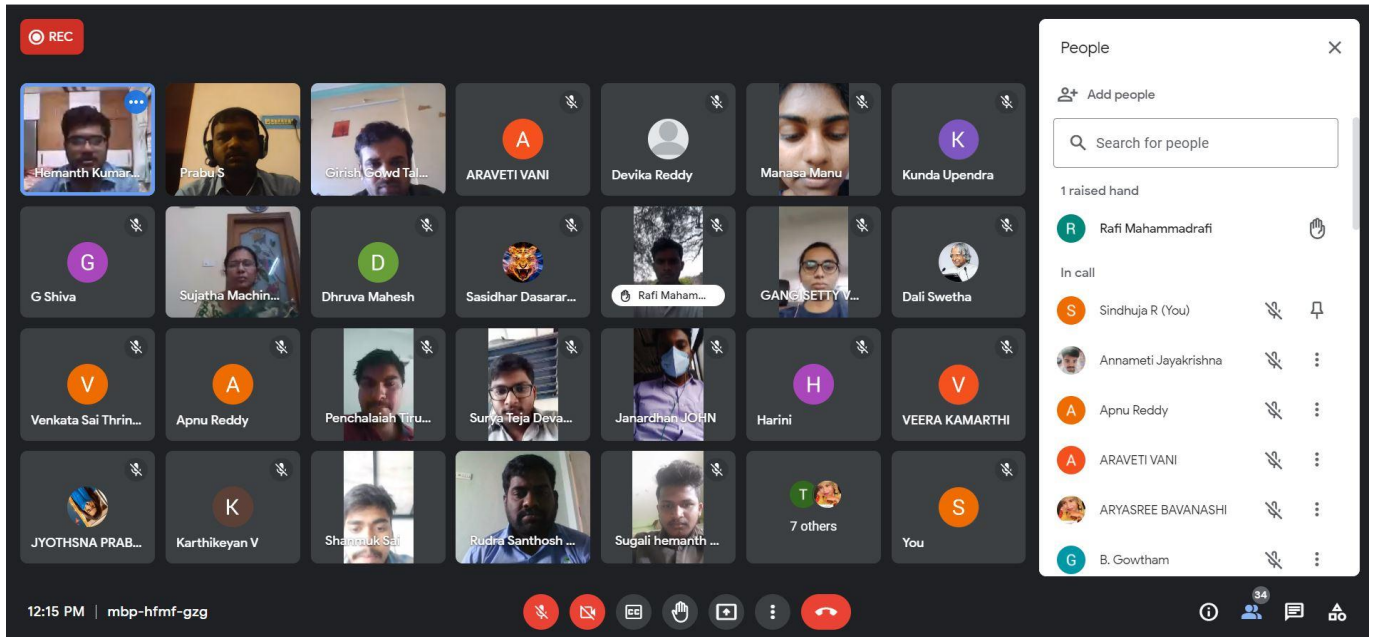 REC
Hemanth Kumar...
Prabu S
Girish Gowd Tal...
A
ARAVETI VANI
Devika Reddy
Manasa Manu
K
Kunda Upendra
G
G Shiva
Sujatha Machin...
D
Dhruva Mahesh
Sasidhar Dasarar...
Rafi Maham...
GANGISETTY V...
Dali Swetha
V
Venkata Sai Thrin...
A
Apnu Reddy
Penchalaiah Tiru...
Surya Teja Deva...
Janardhan JOHN
H
Harini
V
VEERA KAMARTHI
JYOTHSNA PRAB...
K
Karthikeyan V
Shanmuk Sai
Rudra Santhosh ...
Sugali hemanth ...
T
7 others
S
You
12:15 PM | mbp-hfmf-gzg
CC
34
People
Add people
Search for people
1 raised hand
R
Rafi Mahammadrafi
In call
S
Sindhuja R (You)
Annameti Jayakrishna
A
Apnu Reddy
A
ARAVETI VANI
ARYASREE BAVANASHI
G
B. Gowtham